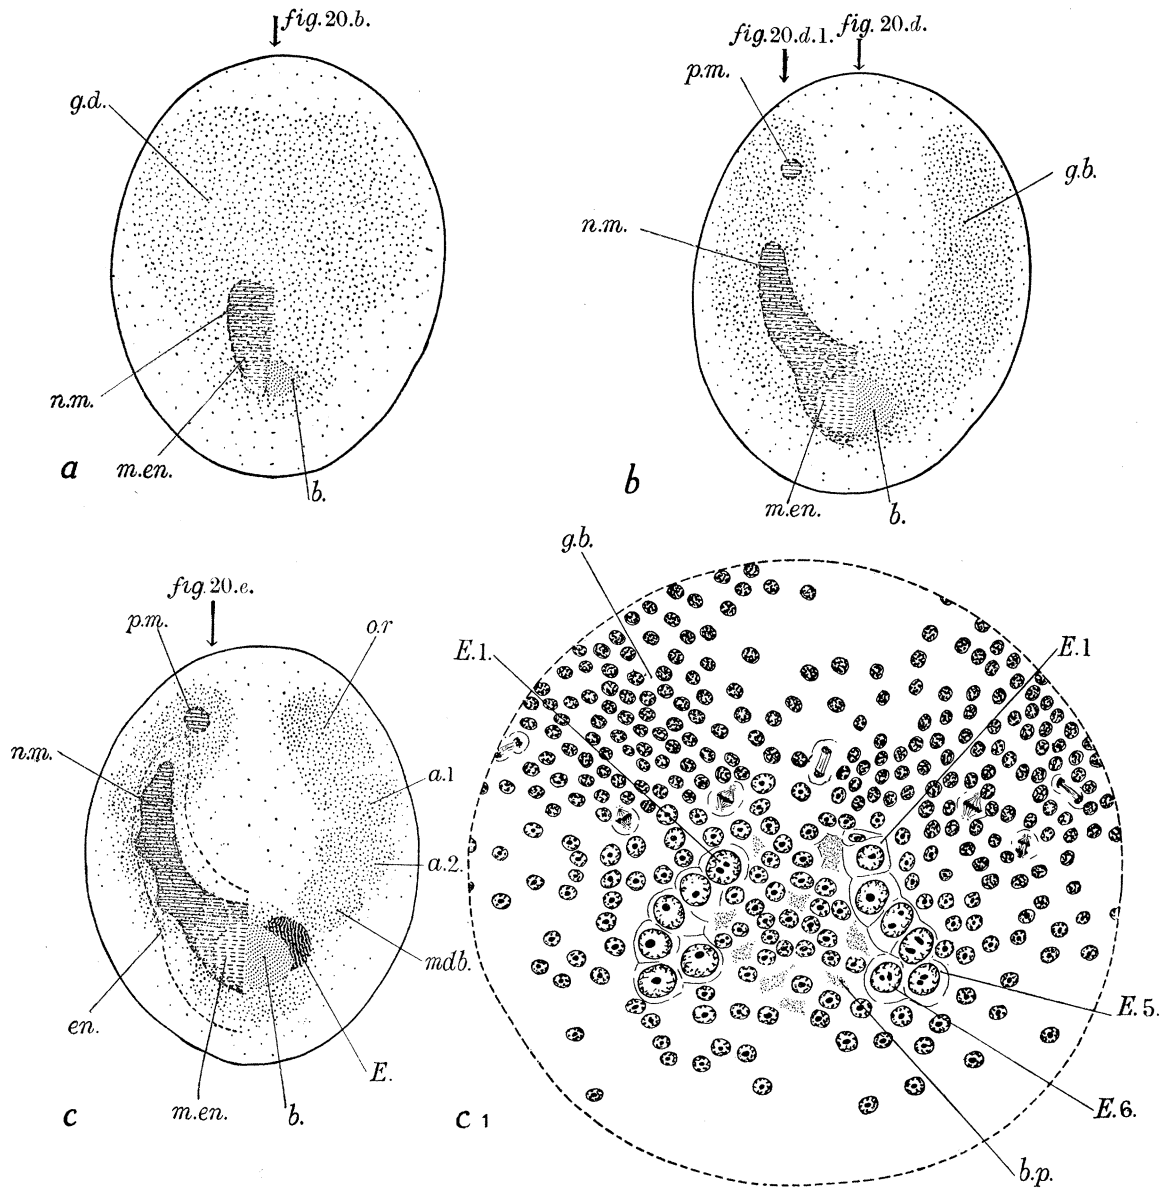 fig. 20. b.
g.d.
n.m.
m.en.
b.
a
fig. 20. d. 1.
fig. 20. d.
p.m.
g.b.
n.m.
m.en.
b.
b
fig. 20. e.
p.m.
o.r
n.m.
a.1
a.2.
mdb.
en.
E.
m.en.
b.
c
g.b.
E.1.
E.1
E.5.
E.6.
b.p.
c 1